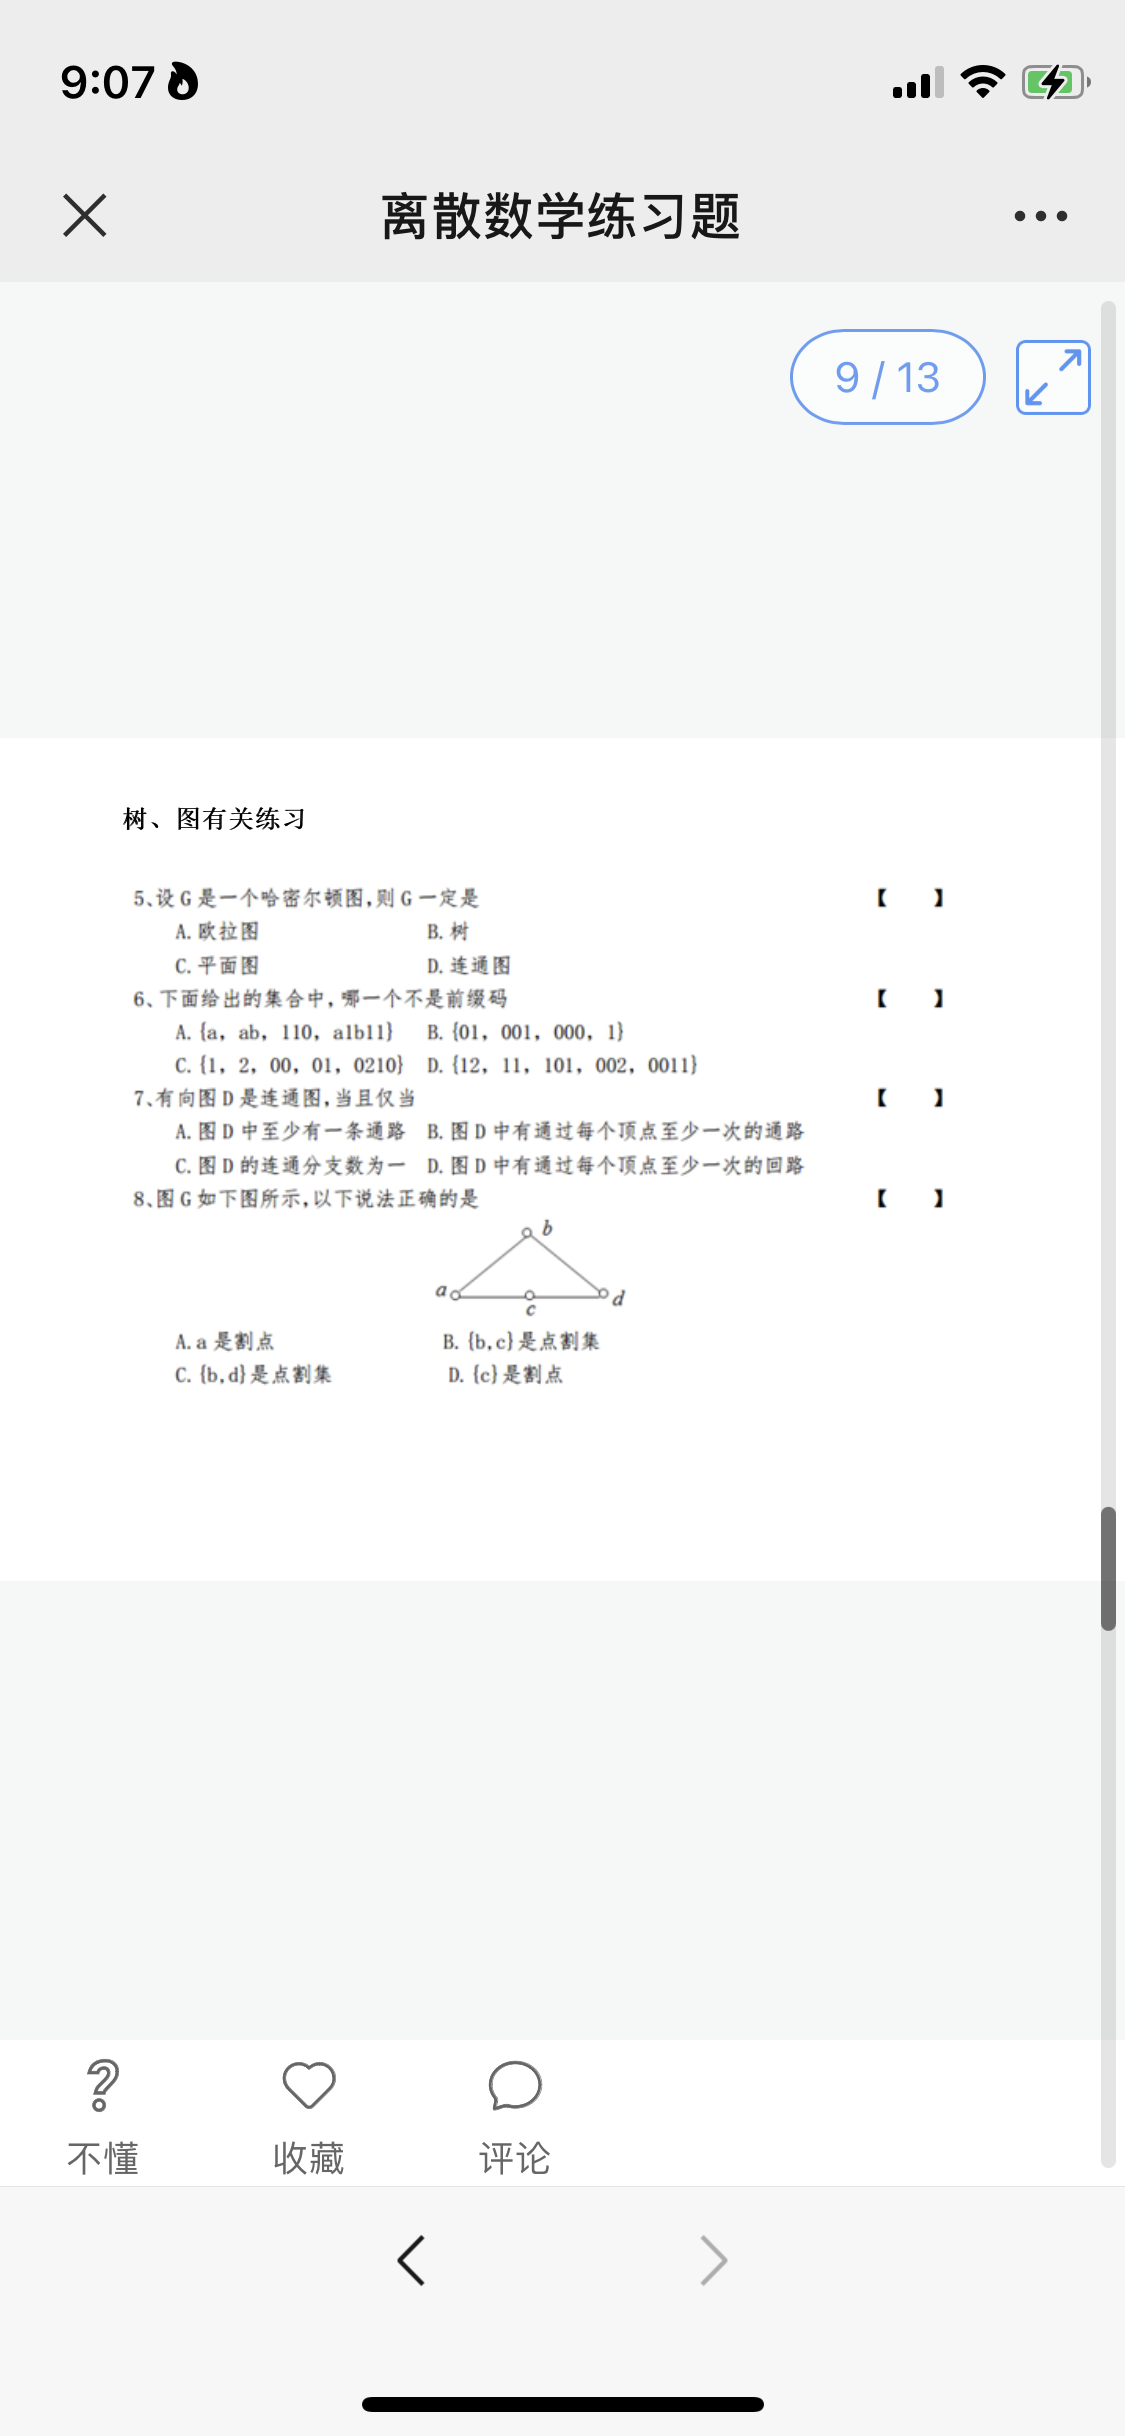 9:07
离散数学练习题
9 / 13
树、图有关练习
5、设 G 是一个哈密尔顿图,则 G 一定是 【 】
A. 欧拉图 B. 树
C. 平面图 D. 连通图
6、下面给出的集合中,哪一个不是前缀码 【 】
A. {a, ab, 110, a1b11} B. {01, 001, 000, 1}
C. {1, 2, 00, 01, 0210} D. {12, 11, 101, 002, 0011}
7、有向图 D 是连通图,当且仅当 【 】
A. 图 D 中至少有一条通路 B. 图 D 中有通过每个顶点至少一次的通路
C. 图 D 的连通分支数为一 D. 图 D 中有通过每个顶点至少一次的回路
8、图 G 如下图所示,以下说法正确的是 【 】
b
a
d
c
A. a 是割点 B. {b,c}是点割集
C. {b,d}是点割集 D. {c}是割点
不懂 收藏 评论